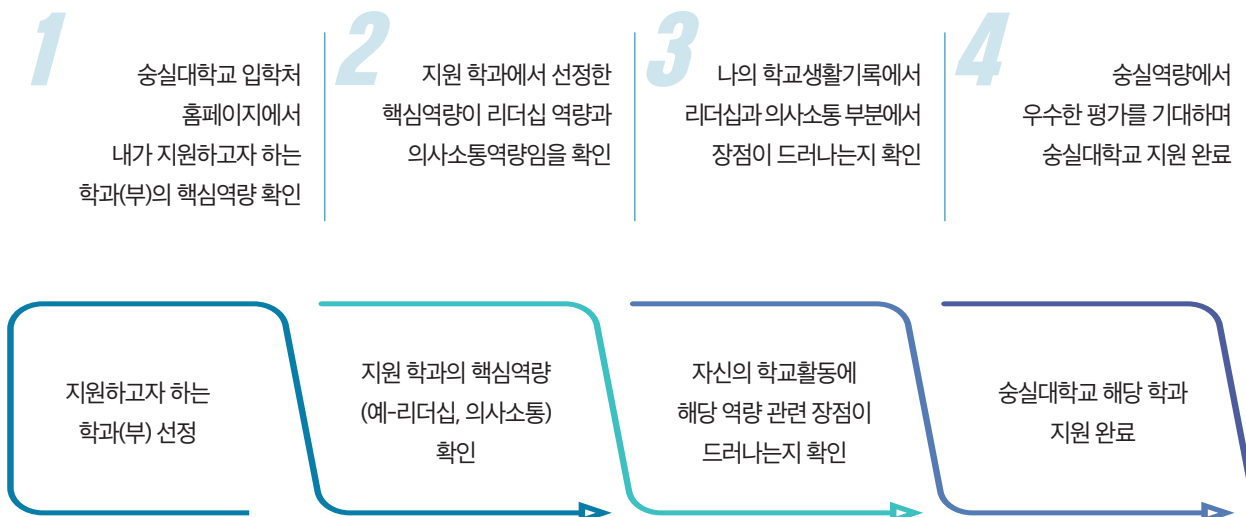 1
숭실대학교 입학처
홈페이지에서
내가 지원하고자 하는
학과(부)의 핵심역량 확인
2
지원 학과에서 선정한
핵심역량이 리더십 역량과
의사소통역량임을 확인
3
나의 학교생활기록에서
리더십과 의사소통 부분에서
장점이 드러나는지 확인
4
숭실역량에서
우수한 평가를 기대하며
숭실대학교 지원 완료
지원하고자 하는
학과(부) 선정
지원 학과의 핵심역량
(예-리더십, 의사소통)
확인
자신의 학교활동에
해당 역량 관련 장점이
드러나는지 확인
숭실대학교 해당 학과
지원 완료